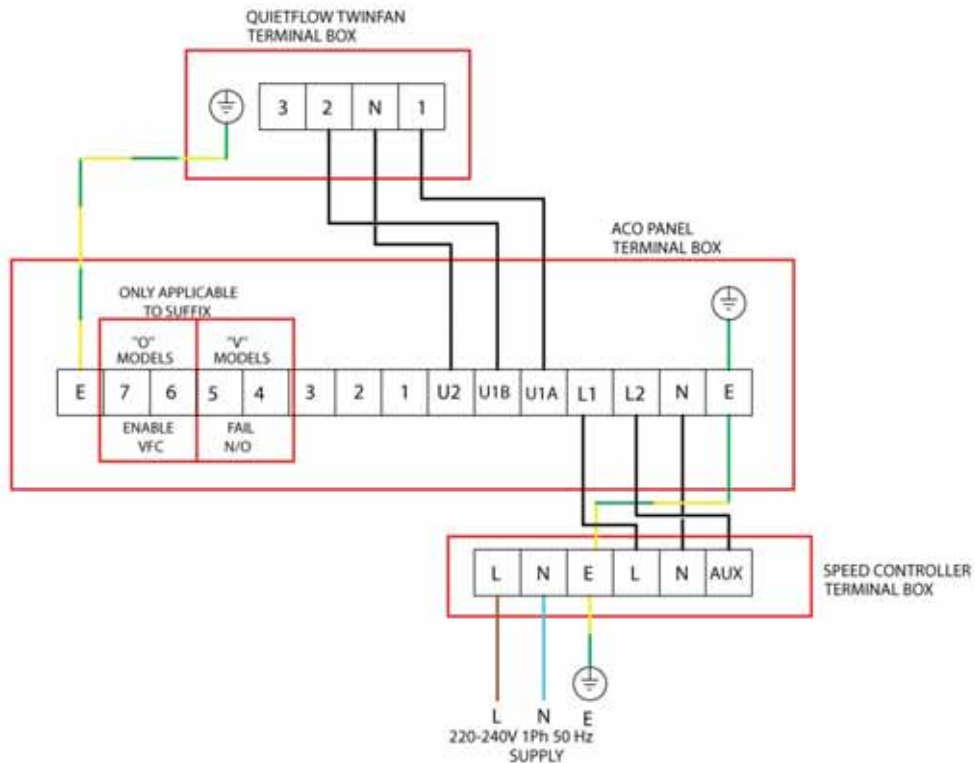 QUIETFLOW TWINFAN
TERMINAL BOX
3 2 N 1
ACO PANEL
TERMINAL BOX
ONLY APPLICABLE
TO SUFFIX
"O"
MODELS
"V"
MODELS
E 7 6 5 4 3 2 1 U2 U1B U1A L1 L2 N E
ENABLE
VFC
FAIL
N/O
L N E L N AUX
SPEED CONTROLLER
TERMINAL BOX
L N E
220-240V 1Ph 50 Hz
SUPPLY